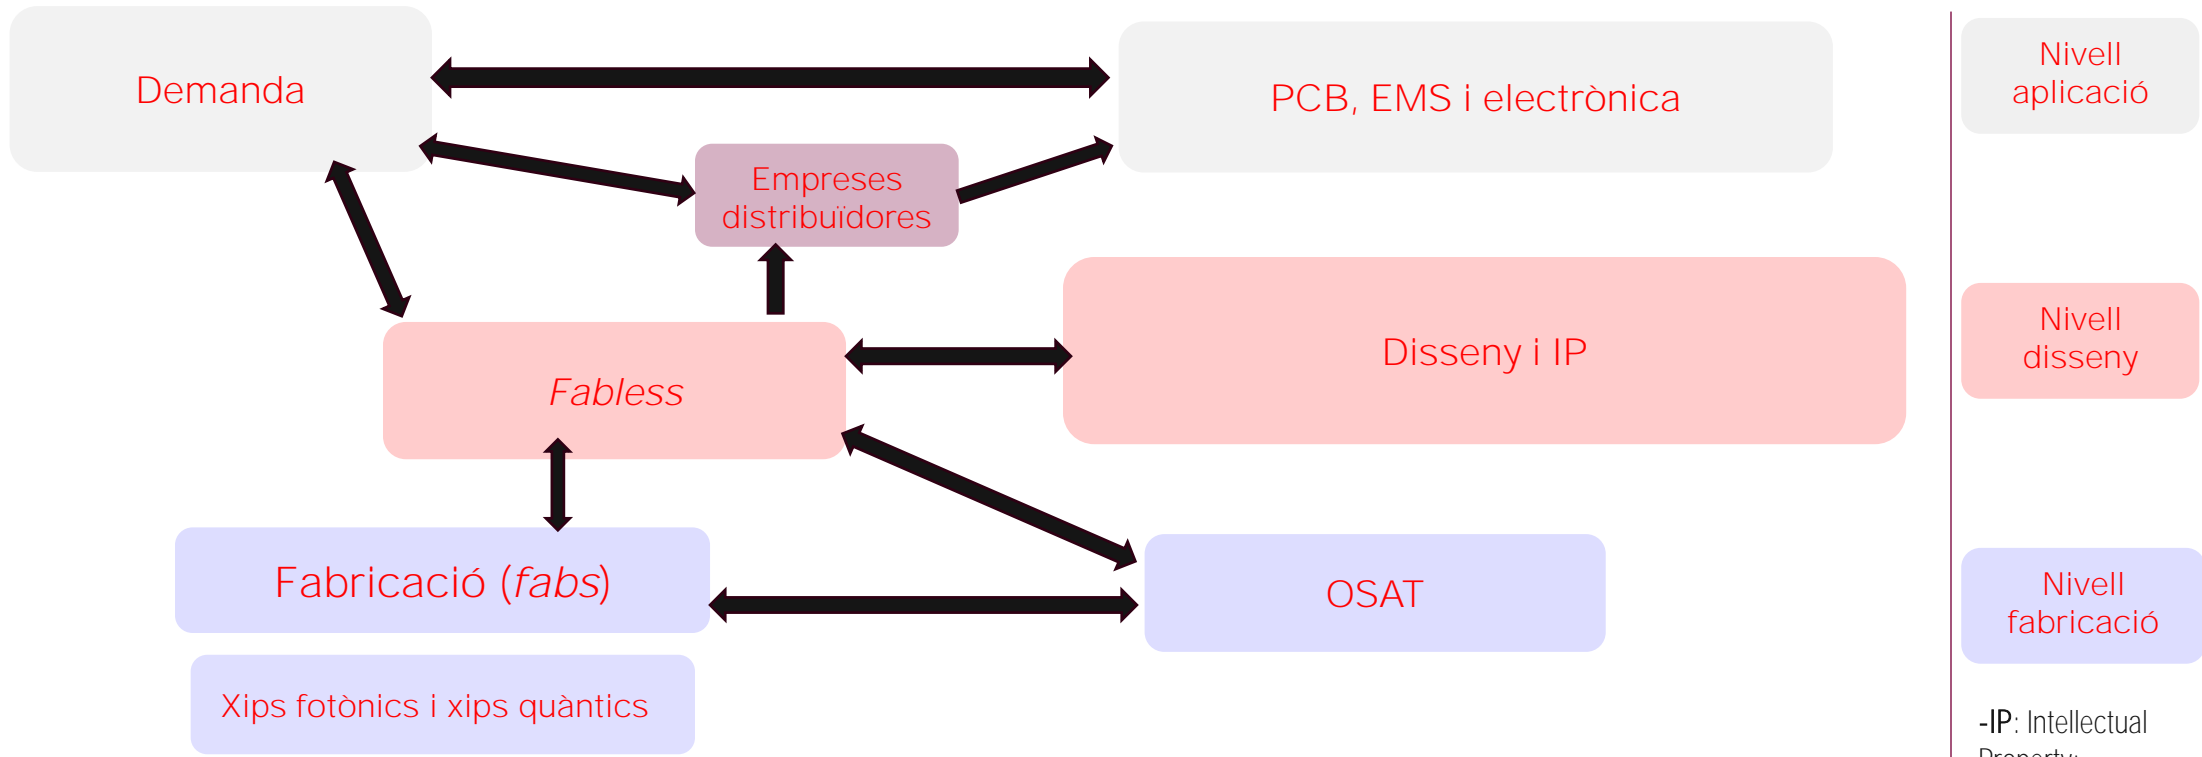 Demanda
PCB, EMS i electrònica
Nivell
aplicació
Empreses
distribuïdores
Fabless
Disseny i IP
Nivell
disseny
Fabricació (fabs)
OSAT
Nivell
fabricació
Xips fotònics i xips quàntics
-IP: Intellectual
Property;